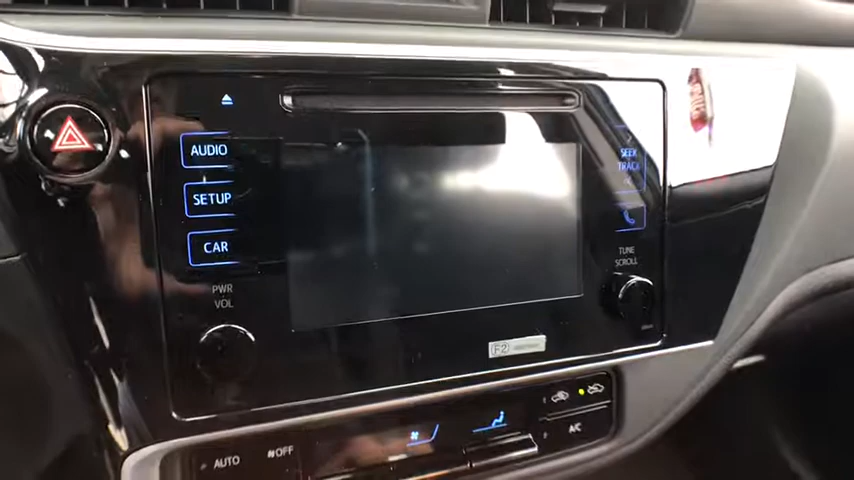 AUDIO
SETUP
CAR
PWR
VOL
SEEK
TRACK
TUNE
SCROLL
F2
AUTO
OFF
A/C